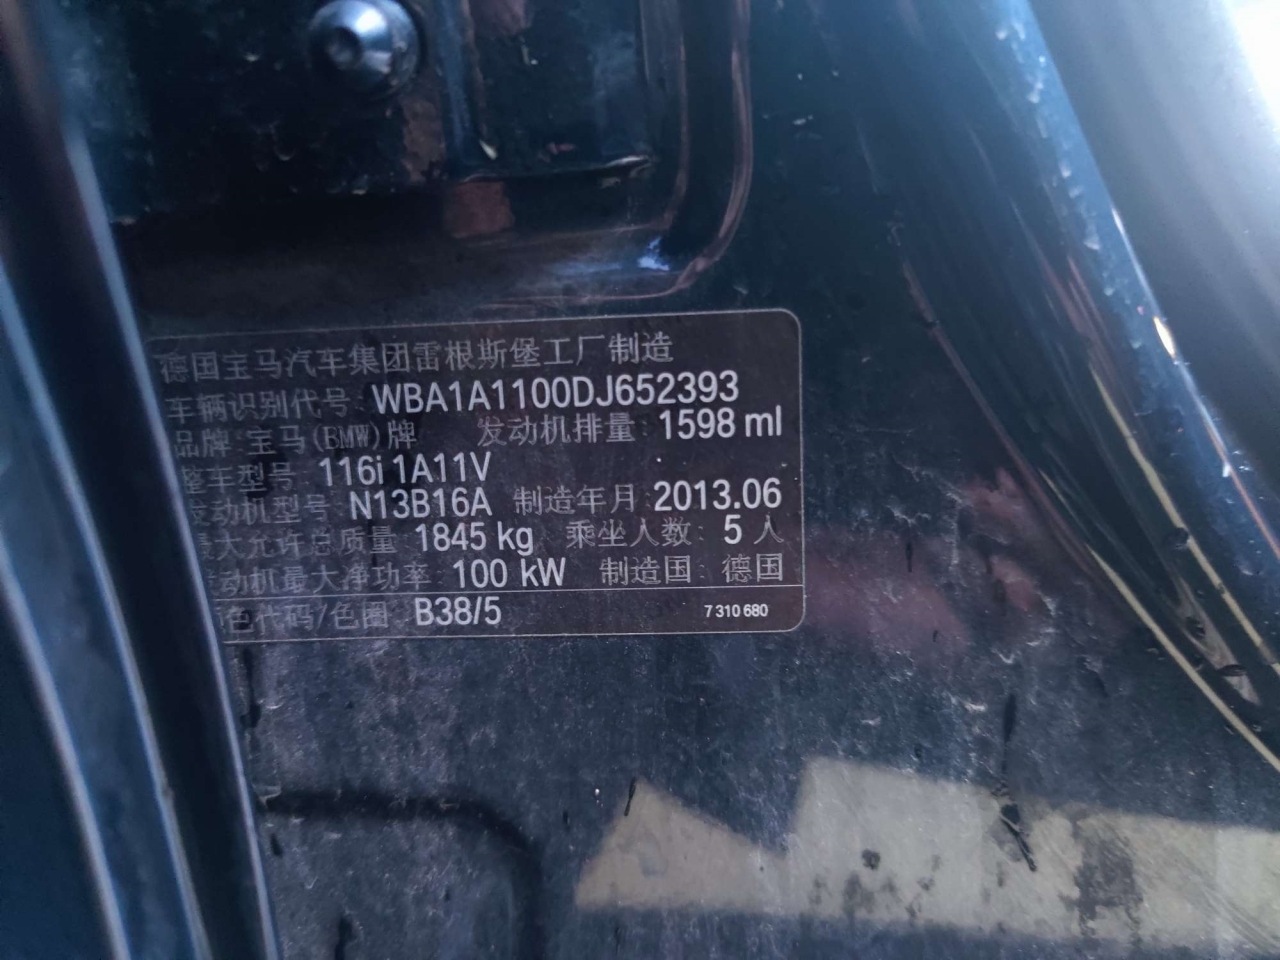 德国宝马汽车集团雷根斯堡工厂制造
车辆识别代号: WBA1A1100DJ652393
品牌: 宝马(BMW)牌 发动机排量: 1598 ml
整车型号: 116i 1A11V
发动机型号: N13B16A 制造年月: 2013.06
最大允许总质量: 1845 kg 乘坐人数: 5 人
发动机最大净功率: 100 kW 制造国: 德国
颜色代码/色圈: B38/5 7 310 680